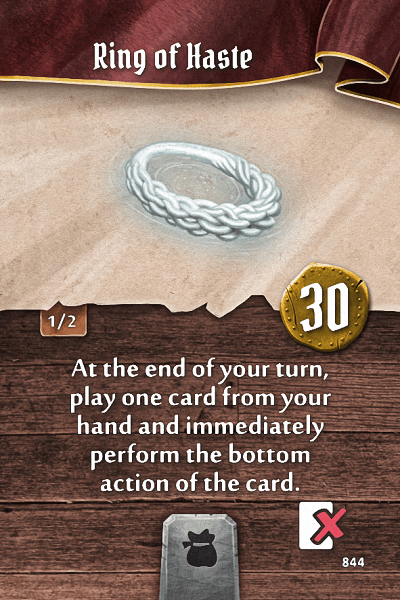 Ring of Haste
30
1/2
At the end of your turn,
play one card from your
hand and immediately
perform the bottom
action of the card.
844